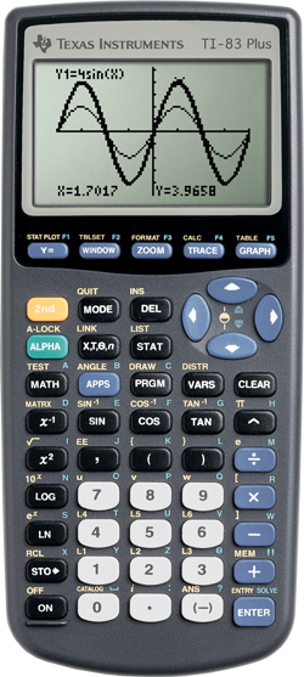 TEXAS INSTRUMENTS TI-83 Plus
Y1=4sin(X)
X=1.7017 Y=3.9658
STAT PLOT F1 TBLSET F2 FORMAT F3 CALC F4 TABLE F5
Y= WINDOW ZOOM TRACE GRAPH
QUIT INS
2nd MODE DEL
A-LOCK LINK LIST
ALPHA X,T,θ,n STAT
TEST A ANGLE B DRAW C DISTR
MATH APPS PRGM VARS CLEAR
MATRX D SIN⁻¹ E COS⁻¹ F TAN⁻¹ G π H
x⁻¹ SIN COS TAN ^
√ I EE J { K } L e M
x² , ( ) ÷
10ˣ N u O v P w Q [ R
LOG 7 8 9 ×
eˣ S L4 T L5 U L6 V ] W
LN 4 5 6 −
RCL X L1 Y L2 Z L3 θ MEM "
STO▸ 1 2 3 +
OFF CATALOG ⎵ i : ANS ? ENTRY SOLVE
ON 0 . (−) ENTER